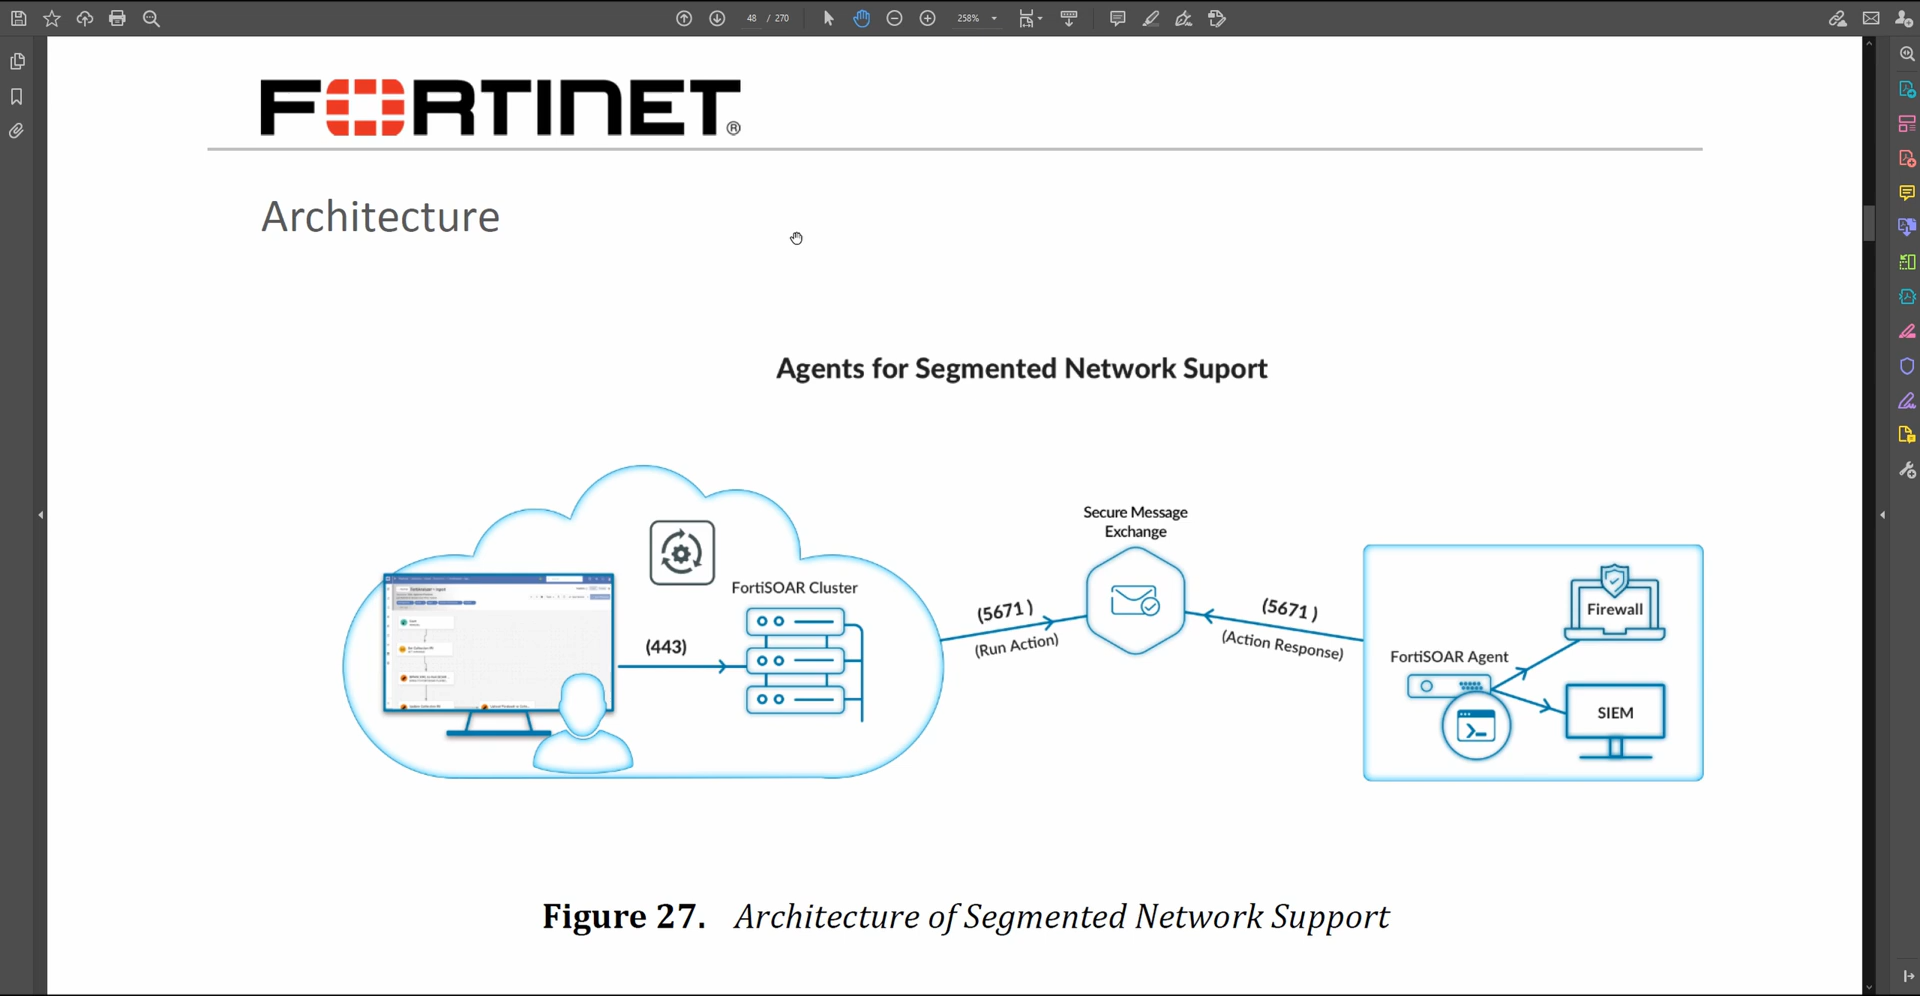 48 / 270
258%
FORTINET®
Architecture
Agents for Segmented Network Suport
Secure Message
Exchange
FortiSOAR Cluster
(443)
(5671)
(Run Action)
(5671)
(Action Response)
FortiSOAR Agent
Firewall
SIEM
Figure 27. Architecture of Segmented Network Support